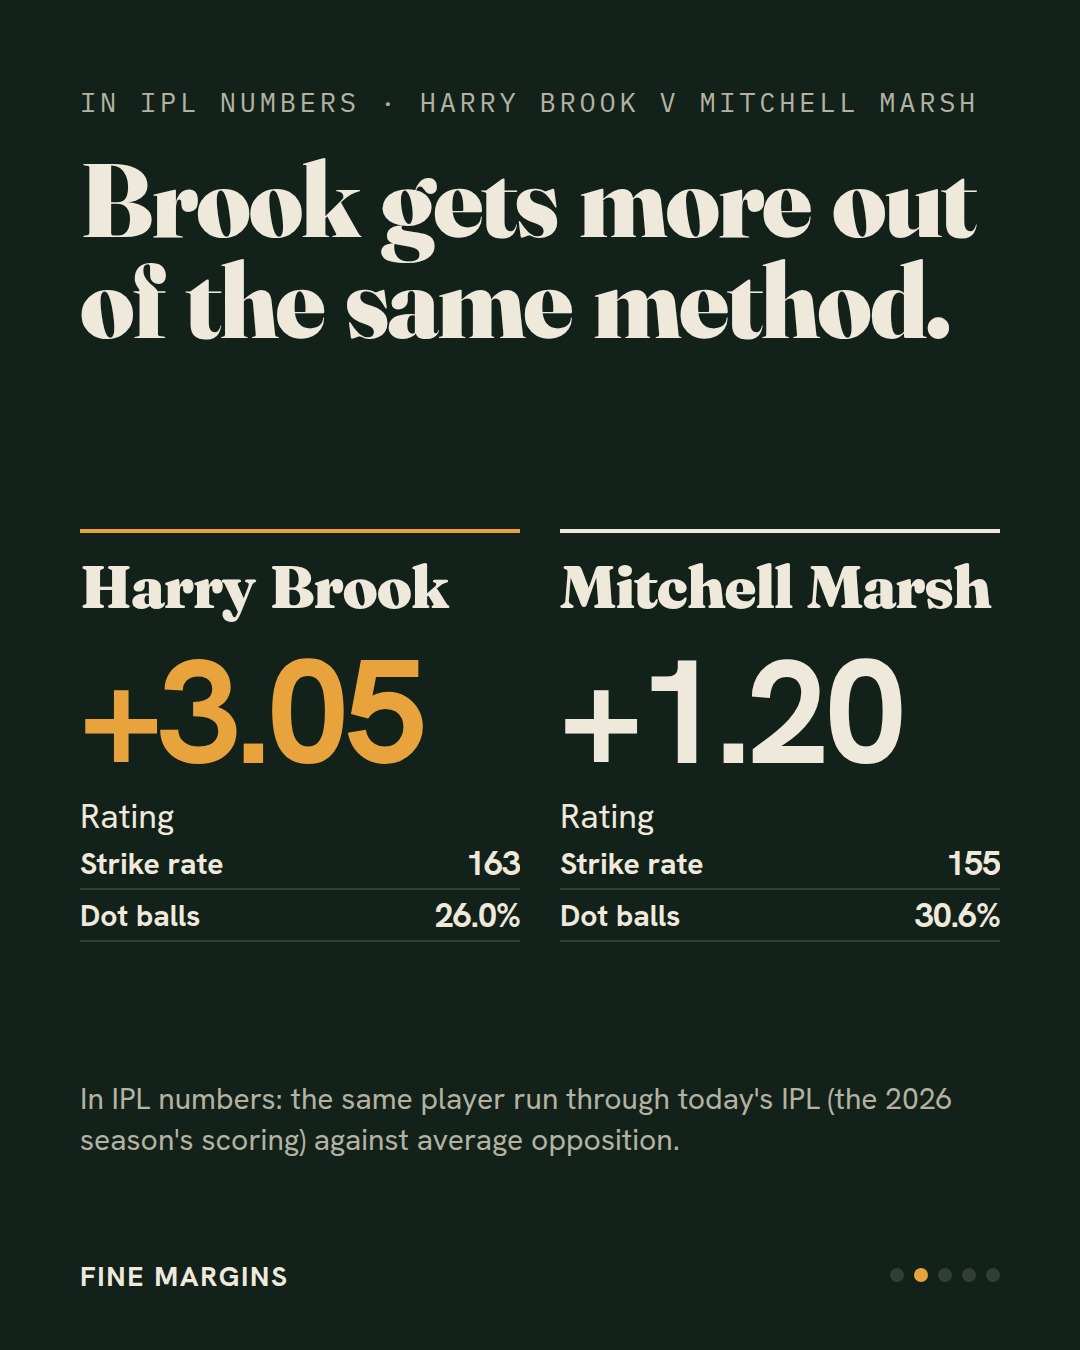 IN IPL NUMBERS · HARRY BROOK V MITCHELL MARSH
Brook gets more out
of the same method.
Harry Brook
+3.05
Rating
Strike rate 163
Dot balls 26.0%
Mitchell Marsh
+1.20
Rating
Strike rate 155
Dot balls 30.6%
In IPL numbers: the same player run through today's IPL (the 2026
season's scoring) against average opposition.
FINE MARGINS